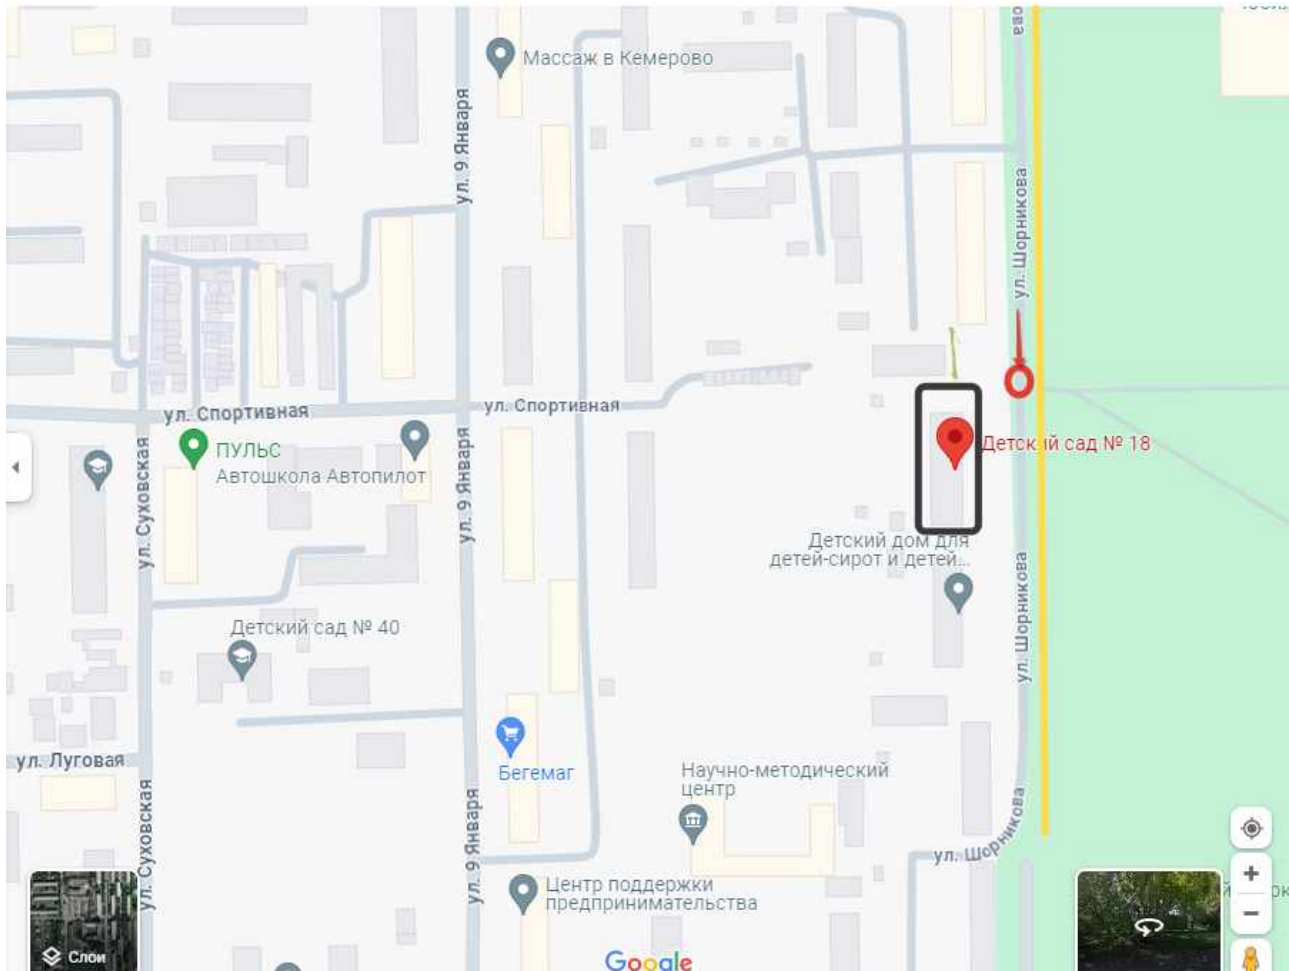 Массаж в Кемерово
ул. 9 Января
ул. Шорникова
ул. Спортивная
ул. Спортивная
ПУЛЬС
Автошкола Автопилот
ул. Суховская
ул. 9 Января
Детский сад № 18
Детский дом для
детей-сирот и детей...
ул. Шорникова
Детский сад № 40
ул. Луговая
Бегемаг
Научно-методический
центр
ул. Суховская
ул. 9 Января
ул. Шорникова
Центр поддержки
предпринимательства
Слои
Google